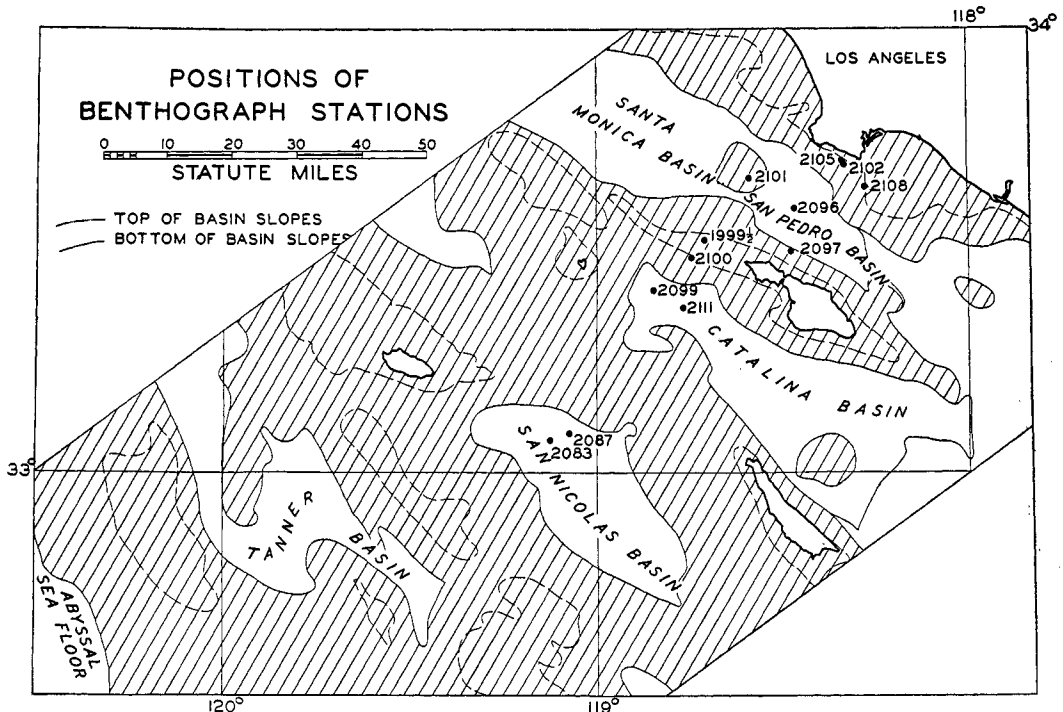 118°
34°
LOS ANGELES
POSITIONS OF
BENTHOGRAPH STATIONS
0 10 20 30 40 50
STATUTE MILES
TOP OF BASIN SLOPES
BOTTOM OF BASIN SLOPES
SANTA
MONICA BASIN
SAN PEDRO BASIN
2105
2102
2101
2108
2096
1999½
2097
2100
2099
2111
CATALINA BASIN
2087
2083
33°
SAN NICOLAS BASIN
TANNER
BASIN
ABYSSAL
SEA FLOOR
120°
119°